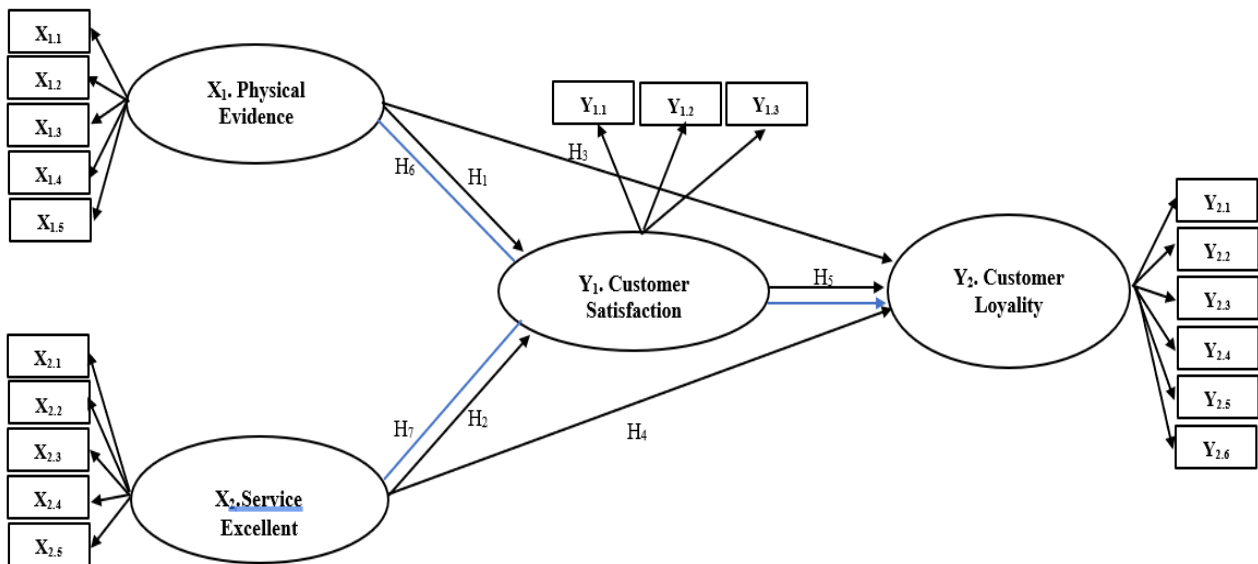 X1.1
X1.2
X1.3
X1.4
X1.5
X1. Physical
Evidence
Y1.1
Y1.2
Y1.3
H3
H6
H1
Y1. Customer
Satisfaction
H5
Y2. Customer
Loyality
Y2.1
Y2.2
Y2.3
Y2.4
Y2.5
Y2.6
X2.1
X2.2
X2.3
X2.4
X2.5
H7
H2
H4
X2.Service
Excellent